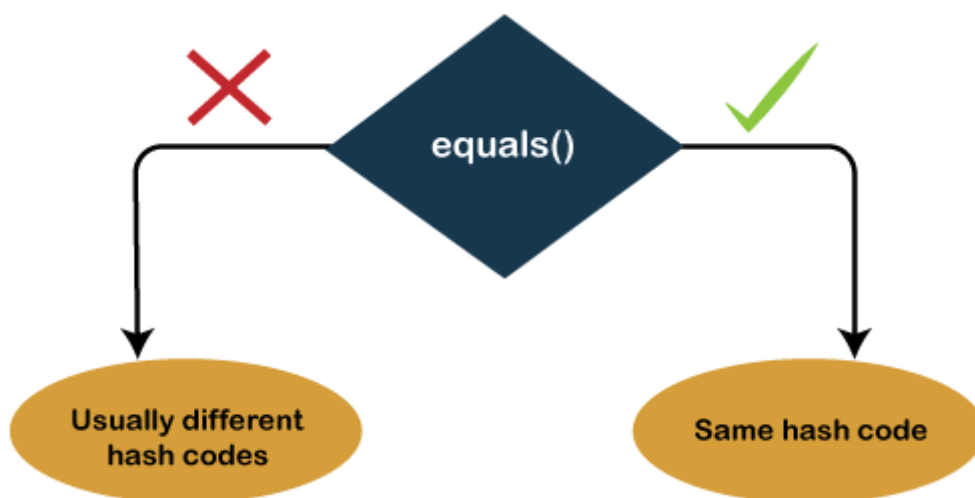 equals()
Usually different
hash codes
Same hash code